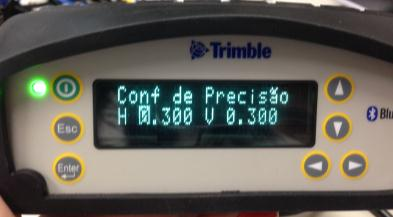 Trimble
Conf de Precisão
H 0.300 V 0.300
Esc
Enter
Blu